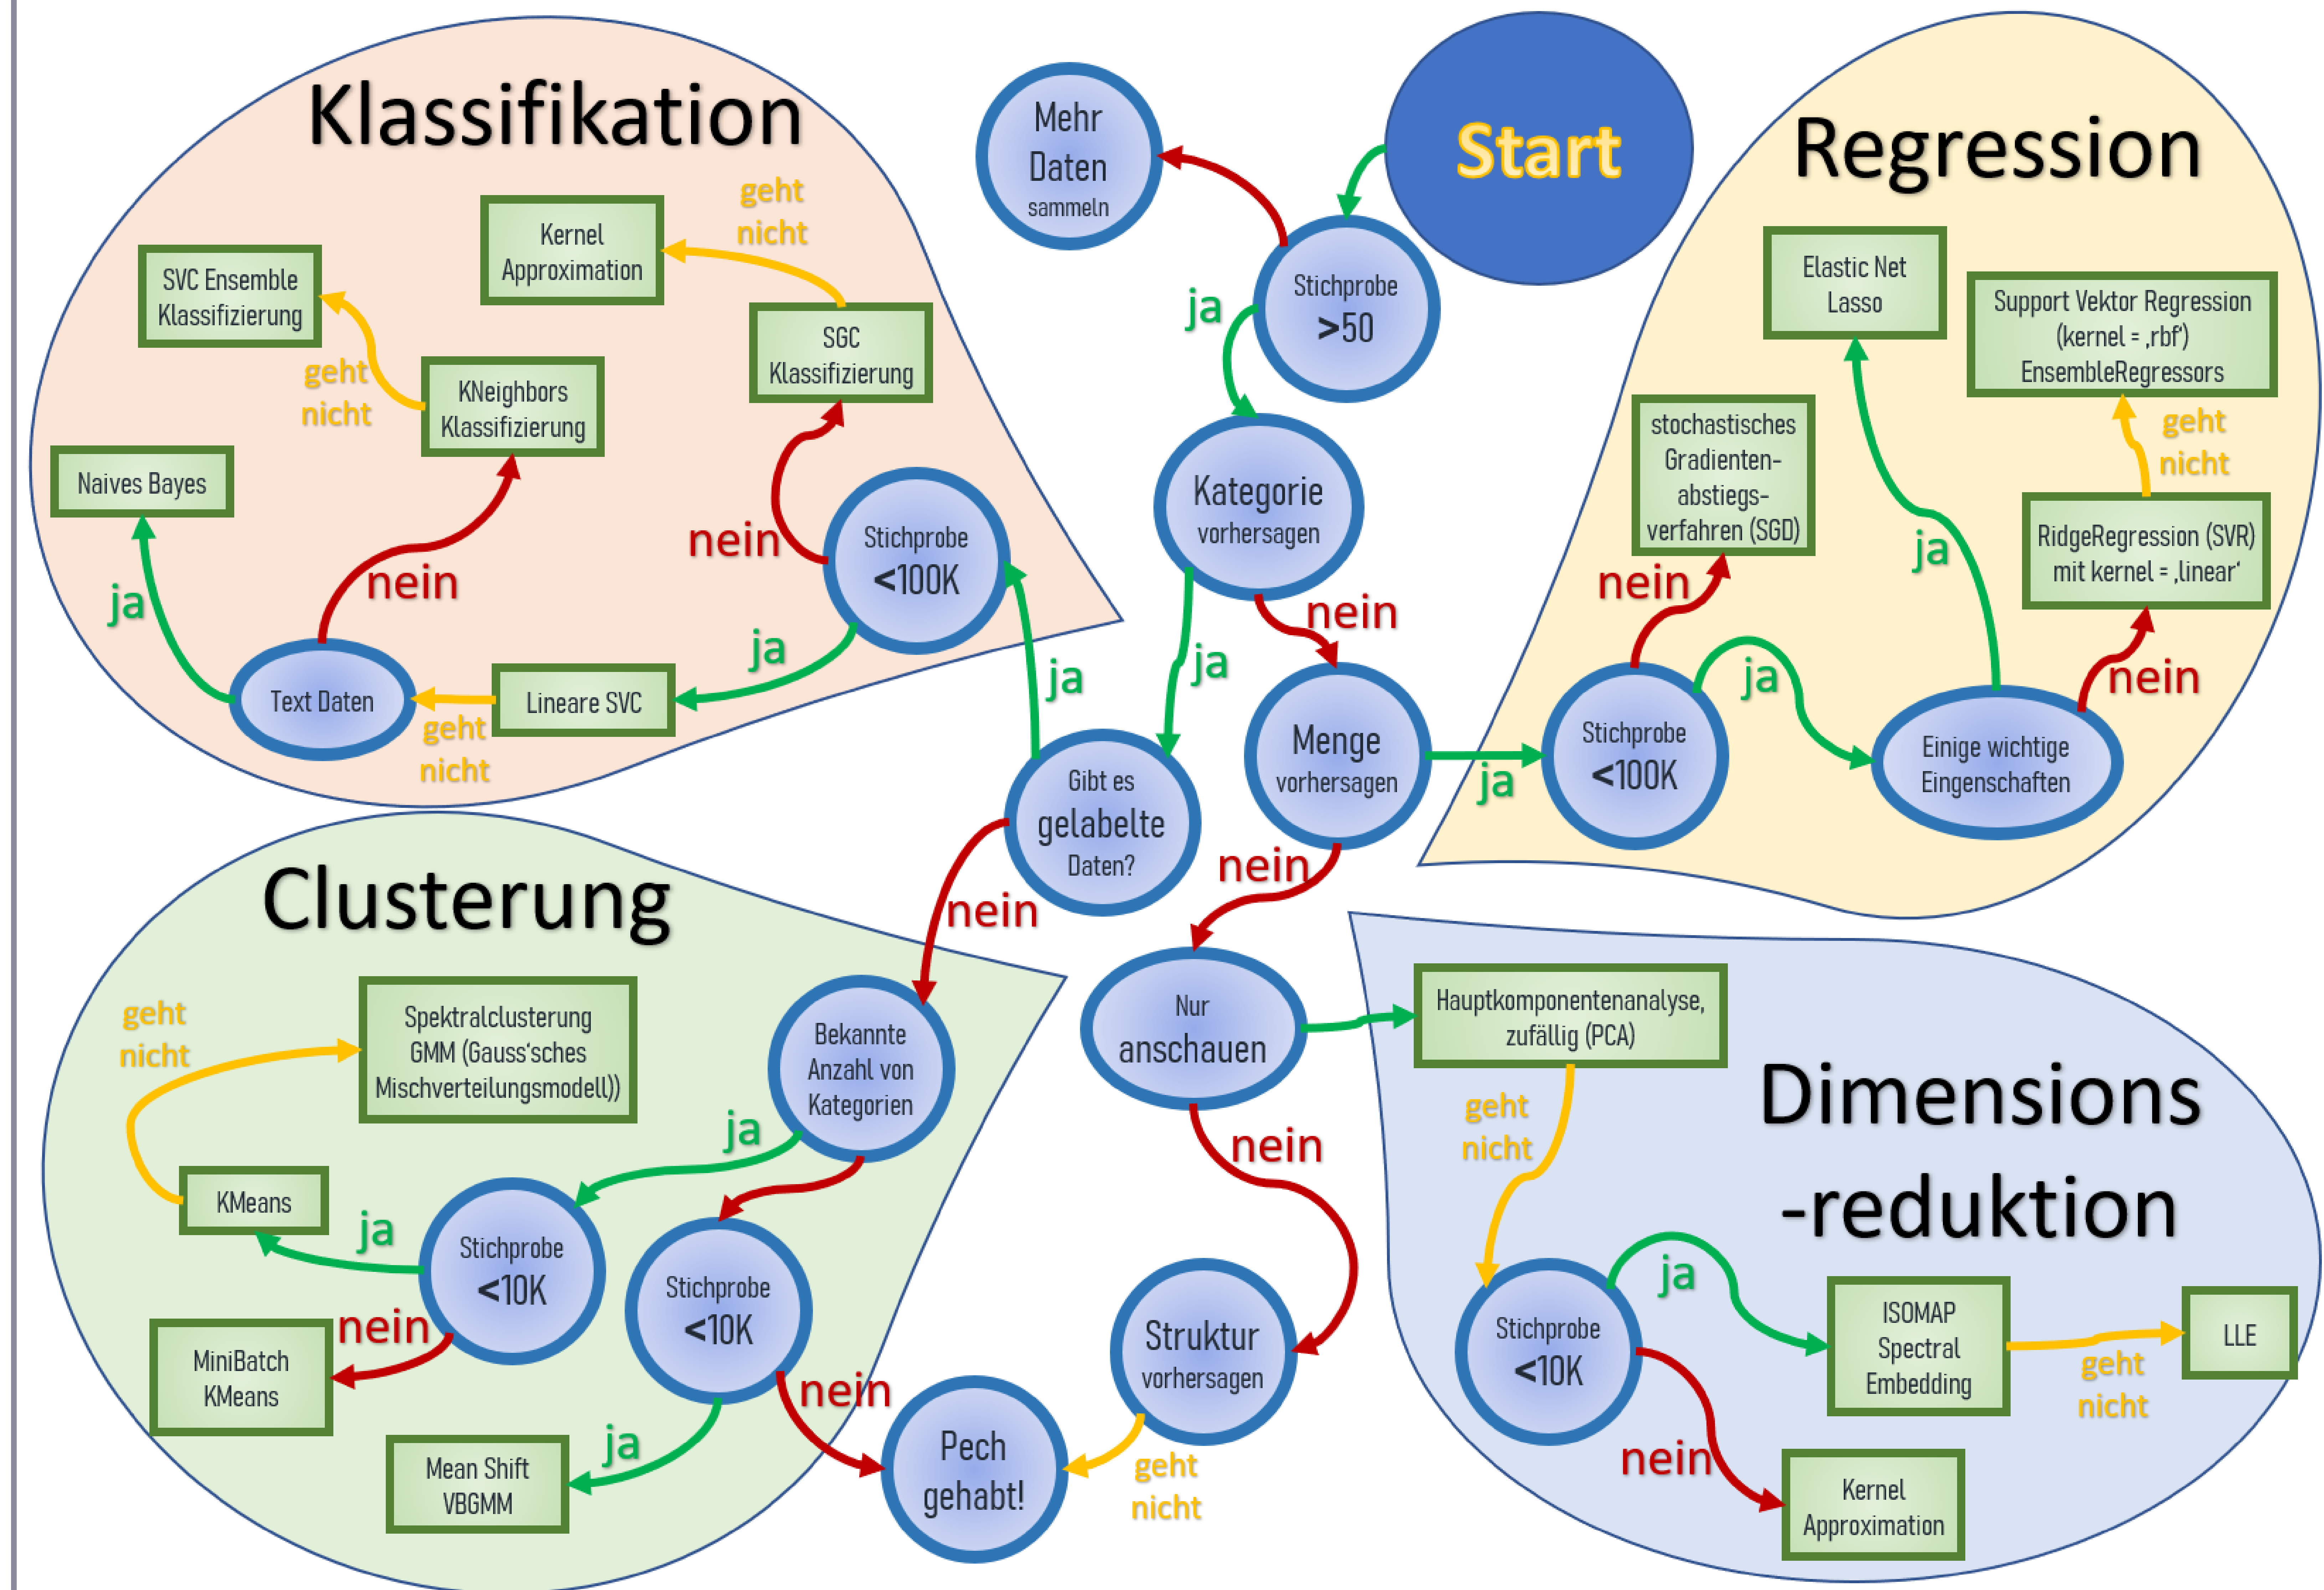 Klassifikation
geht
nicht
Kernel
Approximation
SVC Ensemble
Klassifizierung
SGC
Klassifizierung
geht
nicht
KNeighbors
Klassifizierung
Naives Bayes
nein
Stichprobe
<100K
nein
ja
ja
Text Daten
geht
nicht
Lineare SVC
ja
Mehr
Daten
sammeln
Start
Stichprobe
>50
ja
Kategorie
vorhersagen
nein
ja
Menge
vorhersagen
ja
Gibt es
gelabelte
Daten?
nein
nein
Nur
anschauen
nein
Struktur
vorhersagen
geht
nicht
Pech
gehabt!
Regression
Elastic Net
Lasso
Support Vektor Regression
(kernel = ‚rbf‘)
EnsembleRegressors
stochastisches
Gradienten-
abstiegs-
verfahren (SGD)
geht
nicht
RidgeRegression (SVR)
mit kernel = ‚linear‘
ja
nein
ja
nein
Stichprobe
<100K
Einige wichtige
Eingenschaften
ja
Clusterung
geht
nicht
Spektralclusterung
GMM (Gauss‘sches
Mischverteilungsmodell))
Bekannte
Anzahl von
Kategorien
ja
KMeans
ja
Stichprobe
<10K
Stichprobe
<10K
nein
MiniBatch
KMeans
nein
ja
Mean Shift
VBGMM
Hauptkomponentenanalyse,
zufällig (PCA)
geht
nicht
Dimensions
-reduktion
ja
Stichprobe
<10K
ISOMAP
Spectral
Embedding
geht
nicht
LLE
nein
Kernel
Approximation